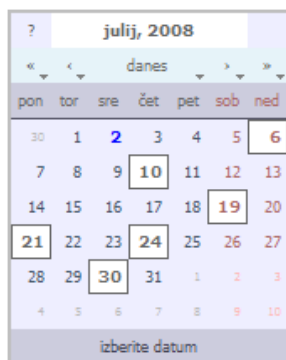 ? julij, 2008
« ‹ danes › »
pon tor sre čet pet sob ned
30 1 2 3 4 5 6
7 8 9 10 11 12 13
14 15 16 17 18 19 20
21 22 23 24 25 26 27
28 29 30 31 1 2 3
4 5 6 7 8 9 10
izberite datum